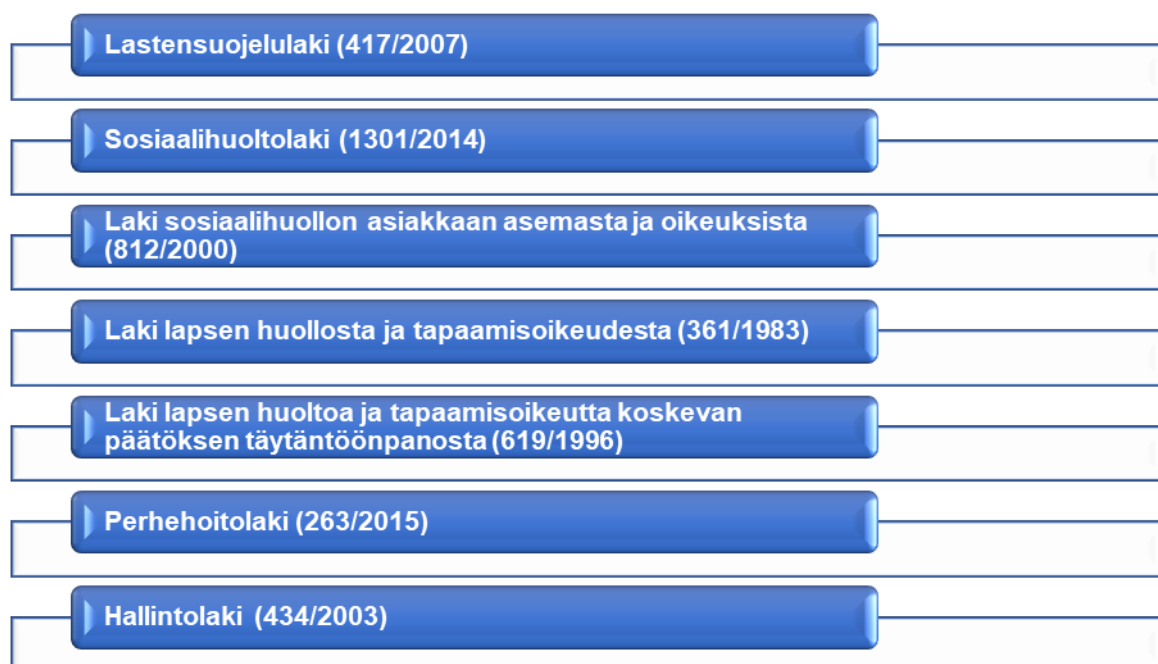 Lastensuojelulaki (417/2007)
Sosiaalihuoltolaki (1301/2014)
Laki sosiaalihuollon asiakkaan asemasta ja oikeuksista
(812/2000)
Laki lapsen huollosta ja tapaamisoikeudesta (361/1983)
Laki lapsen huoltoa ja tapaamisoikeutta koskevan
päätöksen täytäntöönpanosta (619/1996)
Perhehoitolaki (263/2015)
Hallintolaki (434/2003)